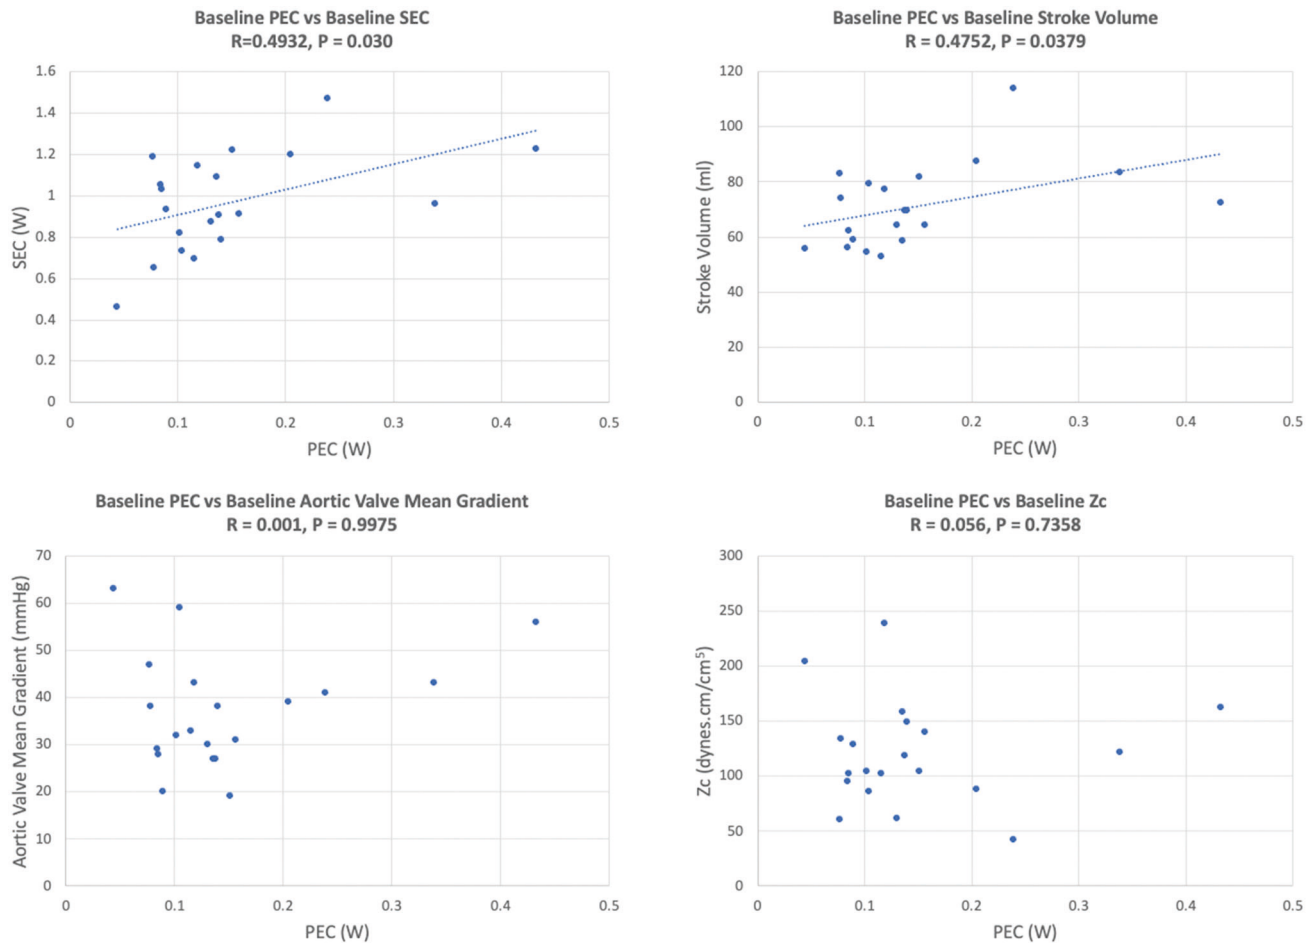 Baseline PEC vs Baseline SEC
R=0.4932, P = 0.030
SEC (W)
1.6
1.4
1.2
1
0.8
0.6
0.4
0.2
0
0 0.1 0.2 0.3 0.4 0.5
PEC (W)
Baseline PEC vs Baseline Stroke Volume
R = 0.4752, P = 0.0379
Stroke Volume (ml)
120
100
80
60
40
20
0
0 0.1 0.2 0.3 0.4 0.5
PEC (W)
Baseline PEC vs Baseline Aortic Valve Mean Gradient
R = 0.001, P = 0.9975
Aortic Valve Mean Gradient (mmHg)
70
60
50
40
30
20
10
0
0 0.1 0.2 0.3 0.4 0.5
PEC (W)
Baseline PEC vs Baseline Zc
R = 0.056, P = 0.7358
Zc (dynes.cm/cm⁵)
300
250
200
150
100
50
0
0 0.1 0.2 0.3 0.4 0.5
PEC (W)